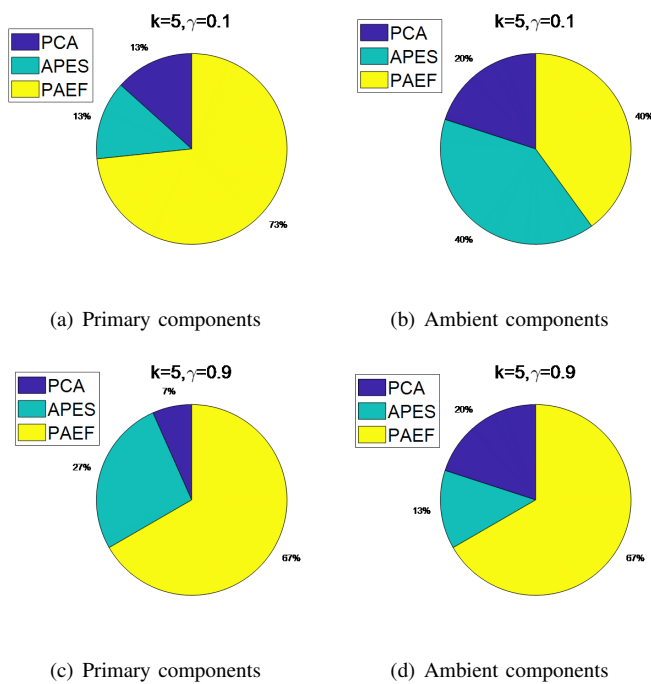 k=5,γ=0.1
PCA
APES
PAEF
13%
13%
73%
(a) Primary components
k=5,γ=0.1
PCA
APES
PAEF
20%
40%
40%
(b) Ambient components
k=5,γ=0.9
PCA
APES
PAEF
7%
27%
67%
(c) Primary components
k=5,γ=0.9
PCA
APES
PAEF
20%
13%
67%
(d) Ambient components